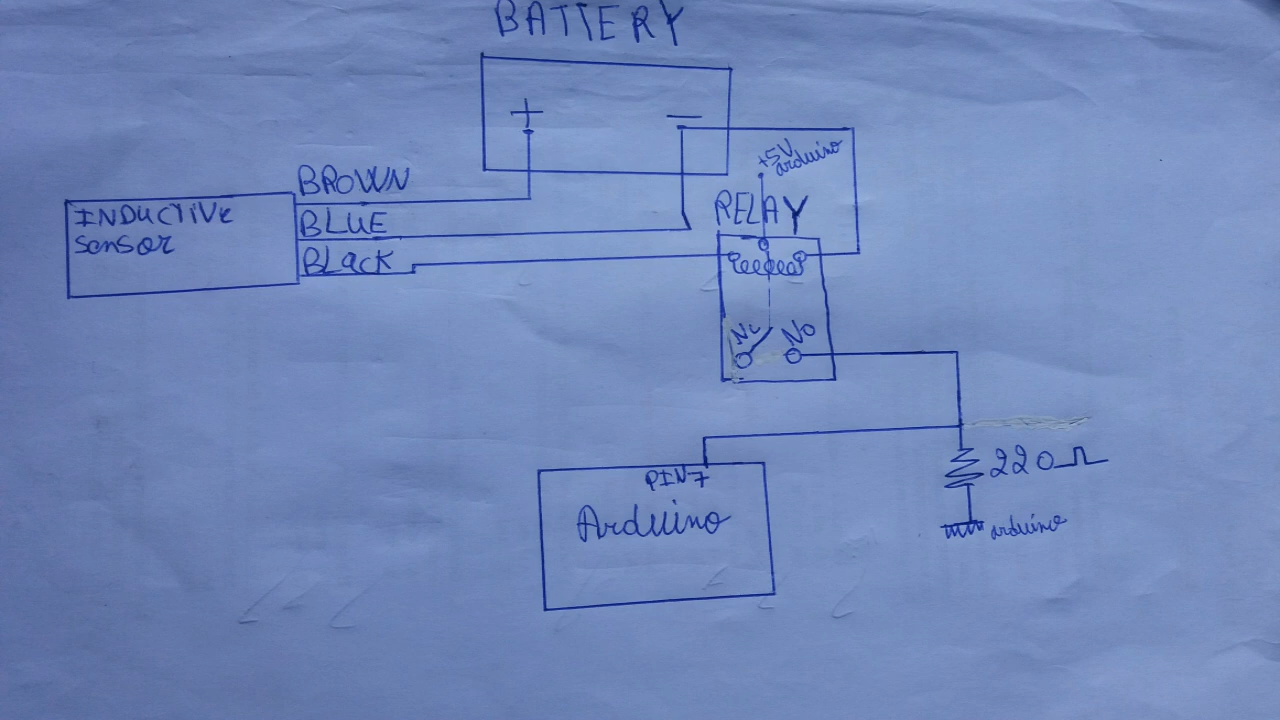 BATTERY
+ −
+5V
arduino
BROWN
INDUCTIVE
Sensor
BLUE
RELAY
BLACK
NC NO
220Ω
PIN7
Arduino
arduino